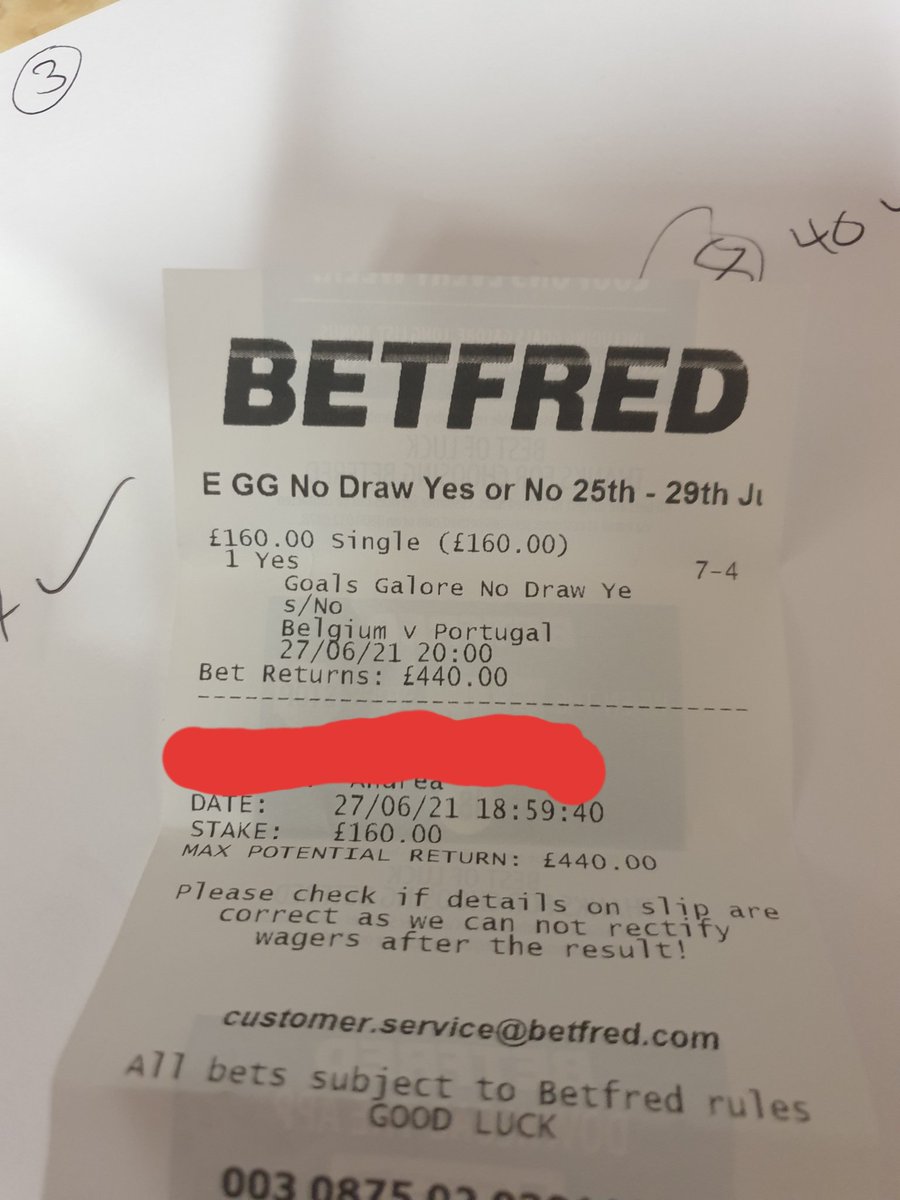 3
40
BETFRED
E GG No Draw Yes or No 25th - 29th Ju
£160.00 Single (£160.00)
1 Yes 7-4
Goals Galore No Draw Ye
s/No
Belgium v Portugal
27/06/21 20:00
Bet Returns: £440.00
Andrea
DATE: 27/06/21 18:59:40
STAKE: £160.00
MAX POTENTIAL RETURN: £440.00
Please check if details on slip are
correct as we can not rectify
wagers after the result!
customer.service@betfred.com
All bets subject to Betfred rules
GOOD LUCK
003 0875 02